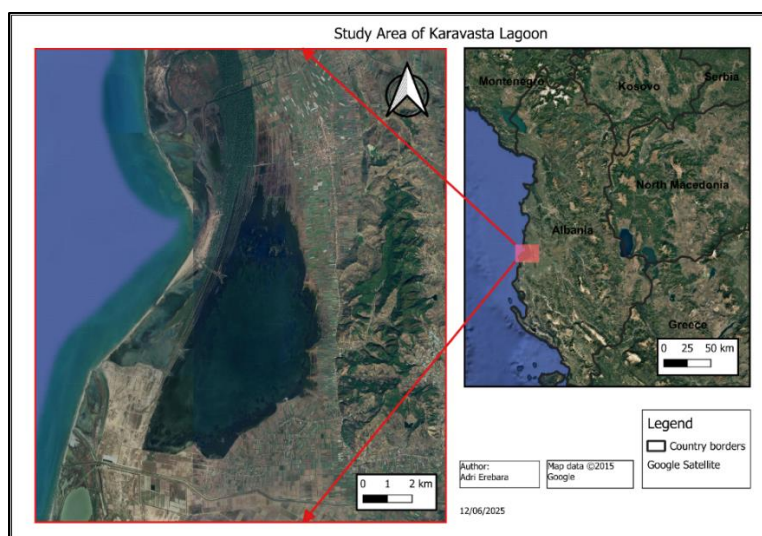 Study Area of Karavasta Lagoon
Montenegro
Kosovo
Serbia
North Macedonia
Albania
Greece
0 25 50 km
0 1 2 km
Legend
Country borders
Google Satellite
Author:
Adri Erebara
Map data ©2015
Google
12/06/2025